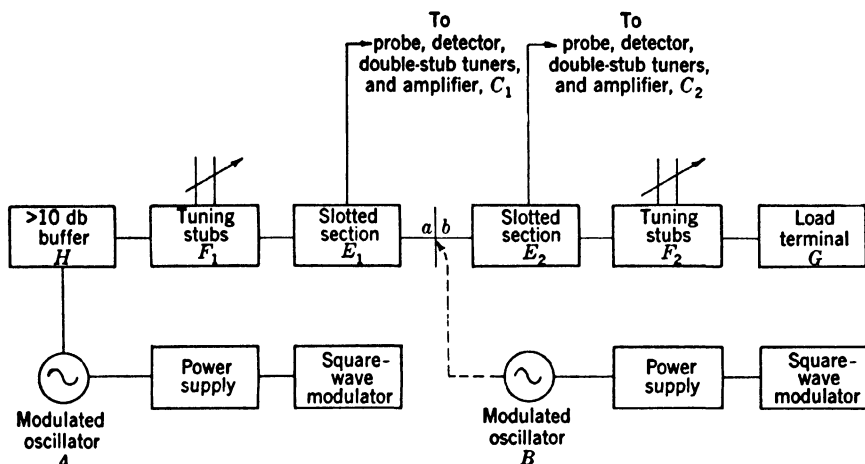 To
probe, detector,
double-stub tuners,
and amplifier, C₁
To
probe, detector,
double-stub tuners,
and amplifier, C₂
>10 db
buffer
H
Tuning
stubs
F₁
Slotted
section
E₁
a b
Slotted
section
E₂
Tuning
stubs
F₂
Load
terminal
G
Power
supply
Square-
wave
modulator
Modulated
oscillator
A
Power
supply
Square-
wave
modulator
Modulated
oscillator
B